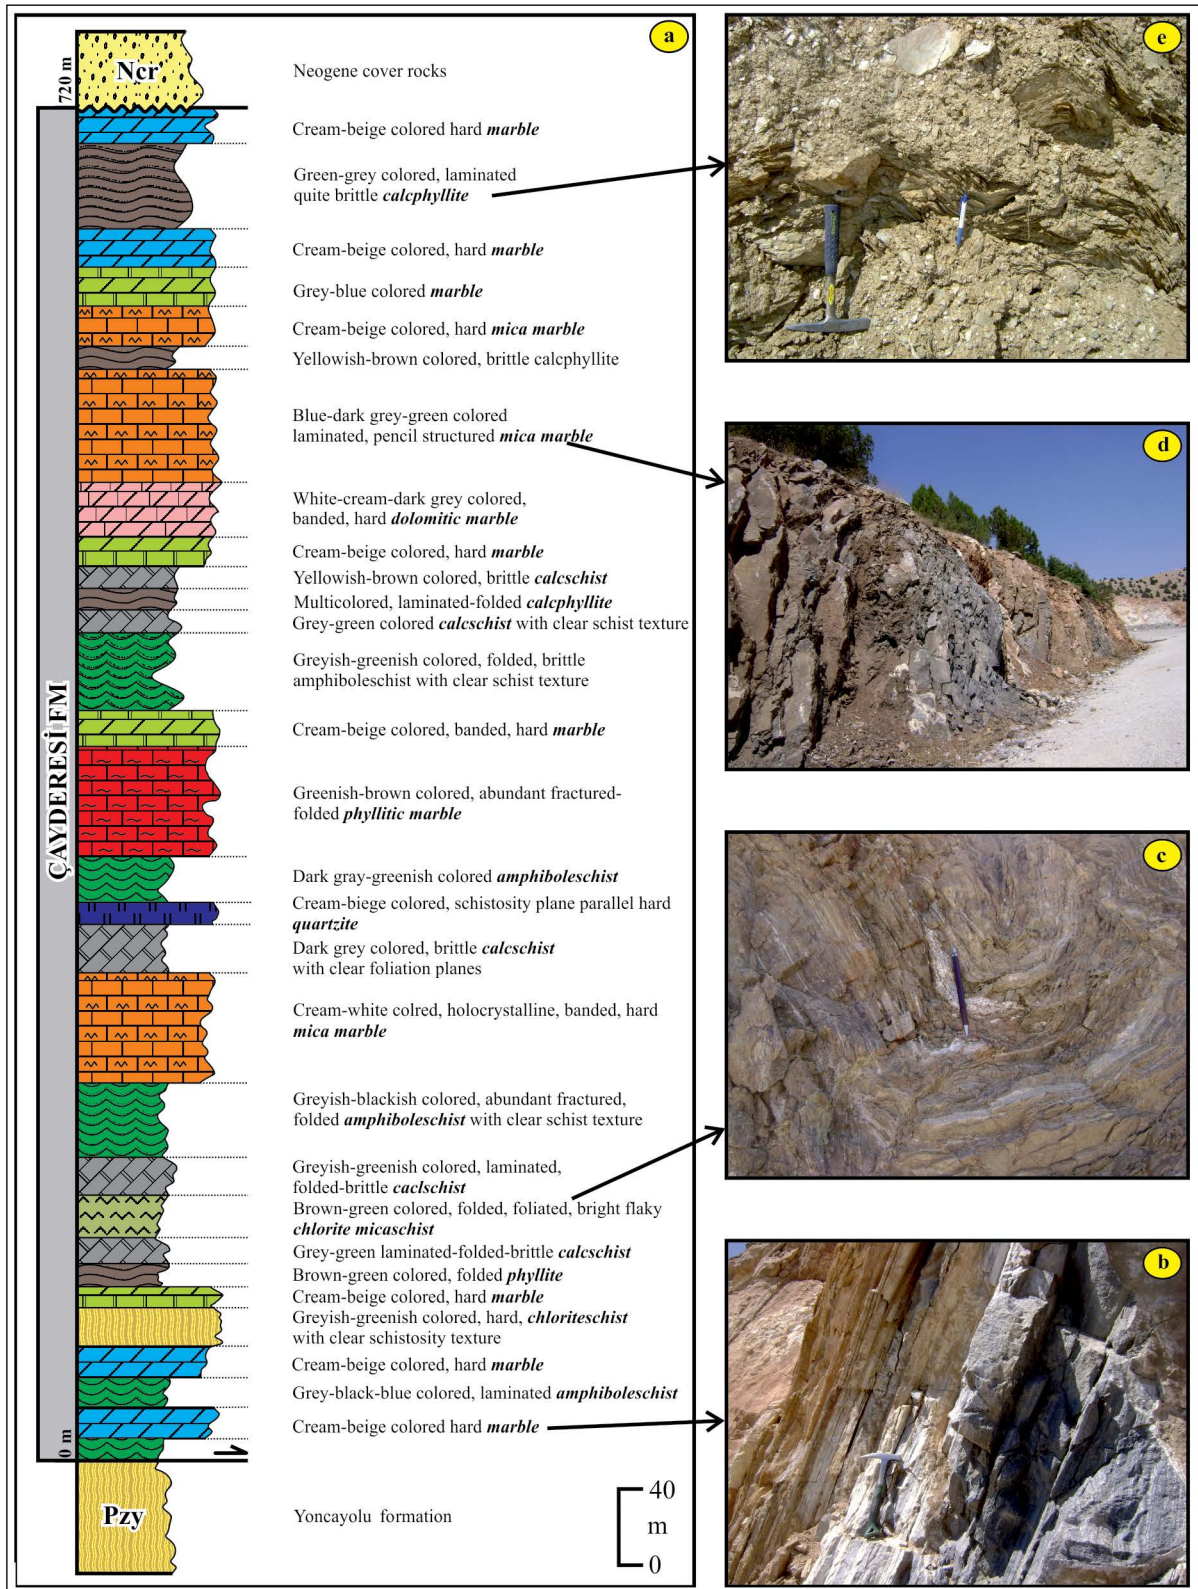 a
720 m
Ncr
Neogene cover rocks
Cream-beige colored hard marble
Green-grey colored, laminated
quite brittle calcphyllite
Cream-beige colored, hard marble
Grey-blue colored marble
Cream-beige colored, hard mica marble
Yellowish-brown colored, brittle calcphyllite
Blue-dark grey-green colored
laminated, pencil structured mica marble
White-cream-dark grey colored,
banded, hard dolomitic marble
Cream-beige colored, hard marble
Yellowish-brown colored, brittle calcschist
Multicolored, laminated-folded calcphyllite
Grey-green colored calcschist with clear schist texture
Greyish-greenish colored, folded, brittle
amphiboleschist with clear schist texture
Cream-beige colored, banded, hard marble
ÇAYDERESİ FM
Greenish-brown colored, abundant fractured-
folded phyllitic marble
Dark gray-greenish colored amphiboleschist
Cream-biege colored, schistosity plane parallel hard
quartzite
Dark grey colored, brittle calcschist
with clear foliation planes
Cream-white colred, holocrystalline, banded, hard
mica marble
Greyish-blackish colored, abundant fractured,
folded amphiboleschist with clear schist texture
Greyish-greenish colored, laminated,
folded-brittle caclschist
Brown-green colored, folded, foliated, bright flaky
chlorite micaschist
Grey-green laminated-folded-brittle calcschist
Brown-green colored, folded phyllite
Cream-beige colored, hard marble
Greyish-greenish colored, hard, chloriteschist
with clear schistosity texture
Cream-beige colored, hard marble
Grey-black-blue colored, laminated amphiboleschist
Cream-beige colored hard marble
0 m
Pzy
Yoncayolu formation
40
m
0
e
d
c
b